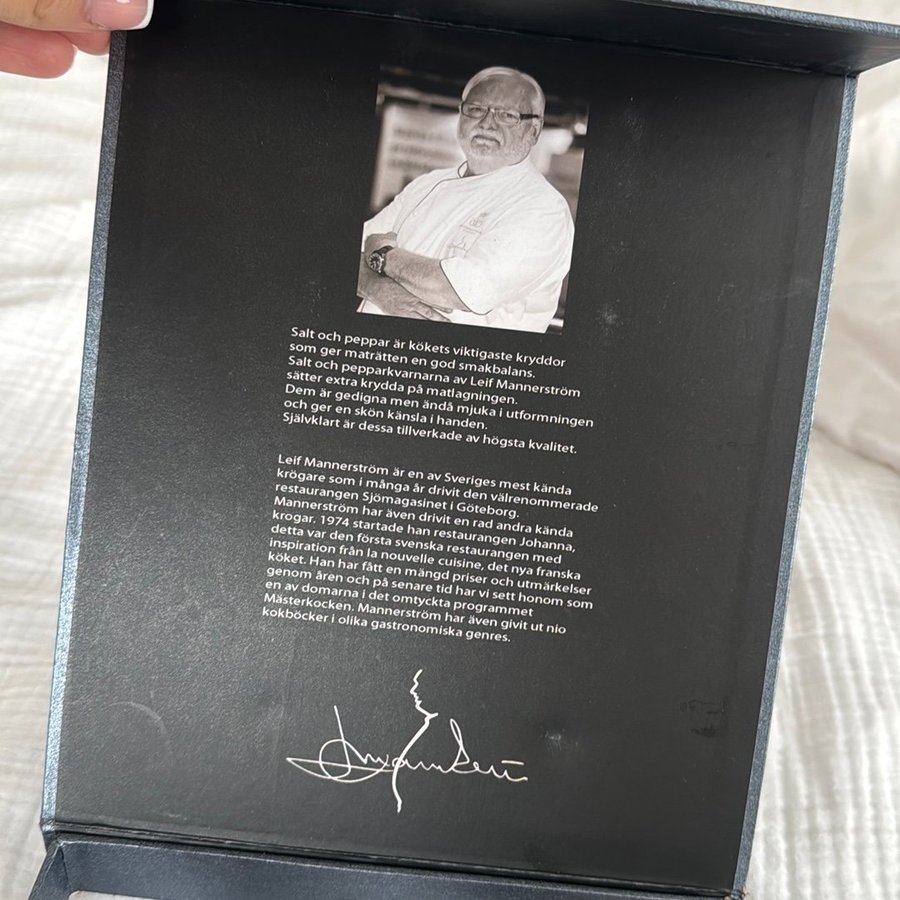 Salt och peppar är kökets viktigaste kryddor
som ger maträtten en god smakbalans.
Salt och pepparkvarnarna av Leif Mannerström
sätter extra krydda på matlagningen.
Dem är gedigna men ändå mjuka i utformningen
och ger en skön känsla i handen.
Självklart är dessa tillverkade av högsta kvalitet.
Leif Mannerström är en av Sveriges mest kända
krögare som i många år drivit den välrenommerade
restaurangen Sjömagasinet i Göteborg.
Mannerström har även drivit en rad andra kända
krogar. 1974 startade han restaurangen Johanna,
detta var den första svenska restaurangen med
inspiration från la nouvelle cuisine, det nya franska
köket. Han har fått en mängd priser och utmärkelser
genom åren och på senare tid har vi sett honom som
en av domarna i det omtyckta programmet
Mästerkocken. Mannerström har även givit ut nio
kokböcker i olika gastronomiska genres.